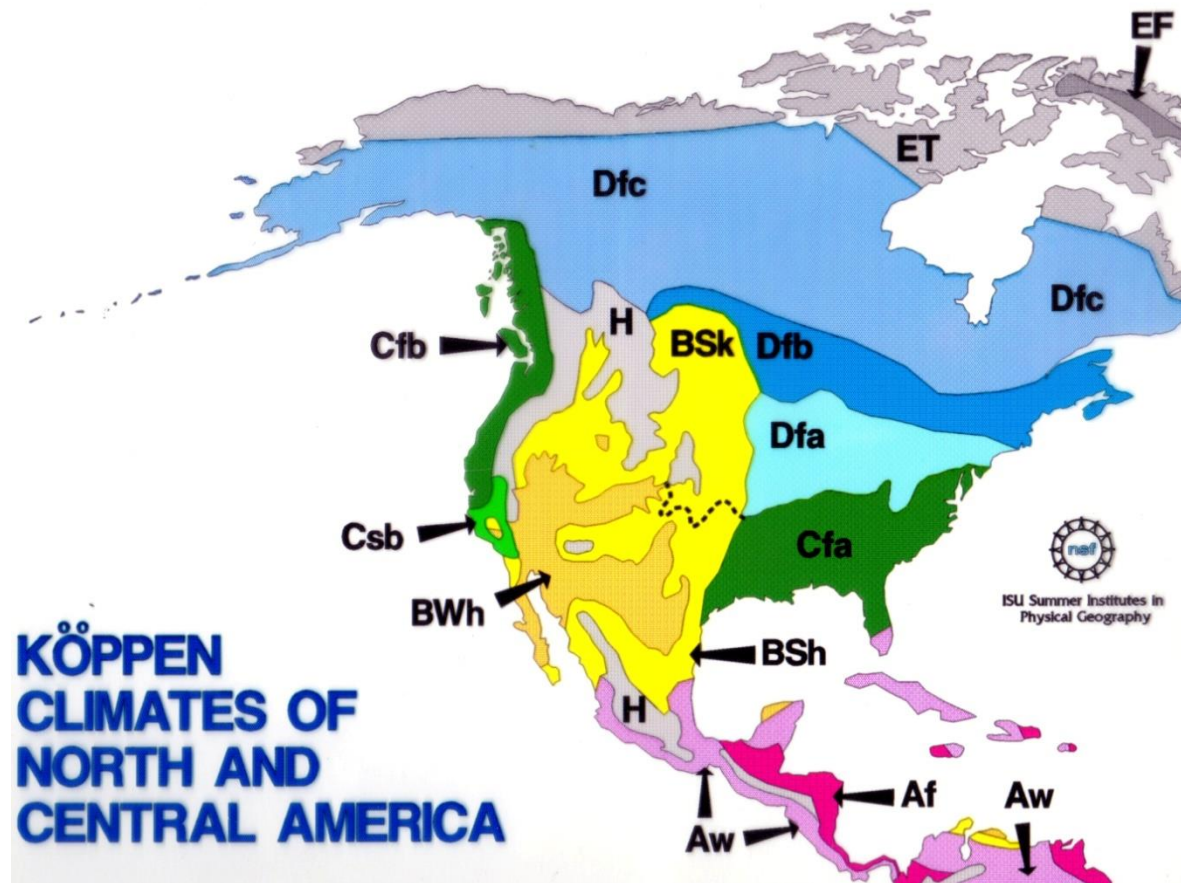 EF
ET
Dfc
Dfc
H
Cfb
BSk
Dfb
Dfa
Csb
Cfa
nsf
ISU Summer Institutes in
Physical Geography
BWh
BSh
KÖPPEN
CLIMATES OF
NORTH AND
CENTRAL AMERICA
H
Af
Aw
Aw